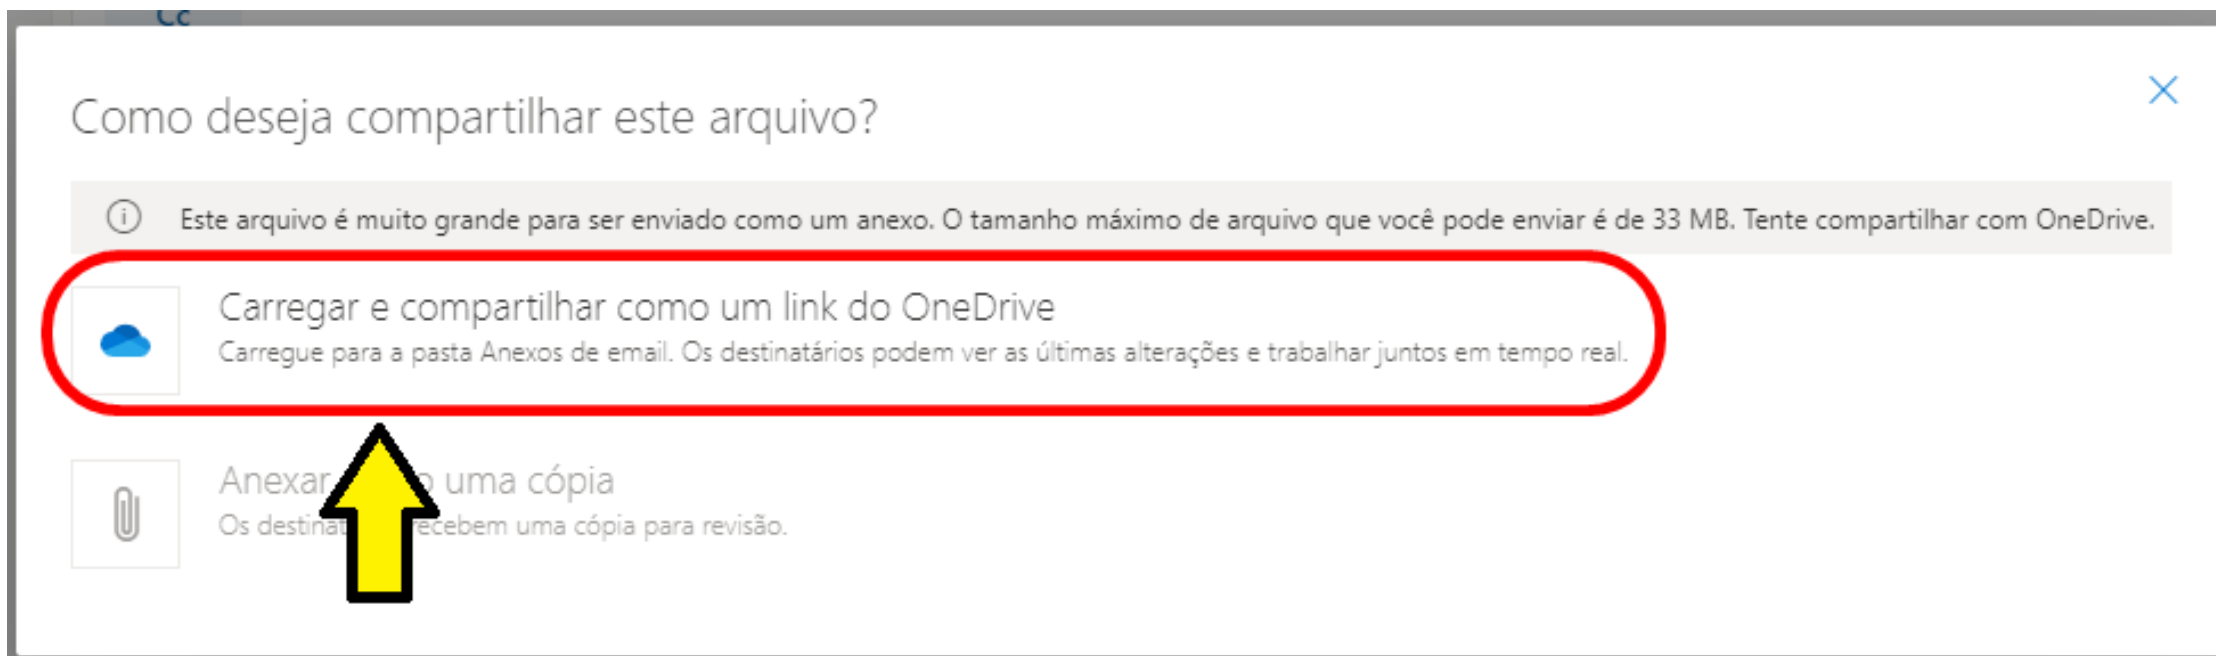 Cc
Como deseja compartilhar este arquivo?
Este arquivo é muito grande para ser enviado como um anexo. O tamanho máximo de arquivo que você pode enviar é de 33 MB. Tente compartilhar com OneDrive.
Carregar e compartilhar como um link do OneDrive
Carregue para a pasta Anexos de email. Os destinatários podem ver as últimas alterações e trabalhar juntos em tempo real.
Anexar uma cópia
Os recebem uma cópia para revisão.